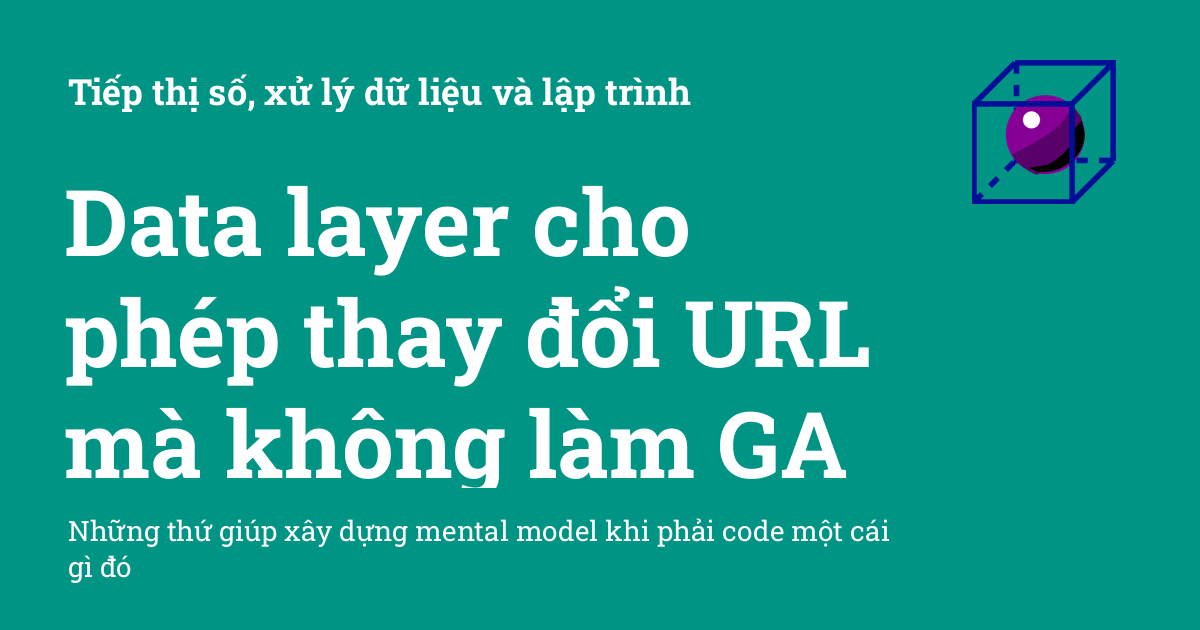 Tiếp thị số, xử lý dữ liệu và lập trình
Data layer cho
phép thay đổi URL
mà không làm GA
Những thứ giúp xây dựng mental model khi phải code một cái
gì đó